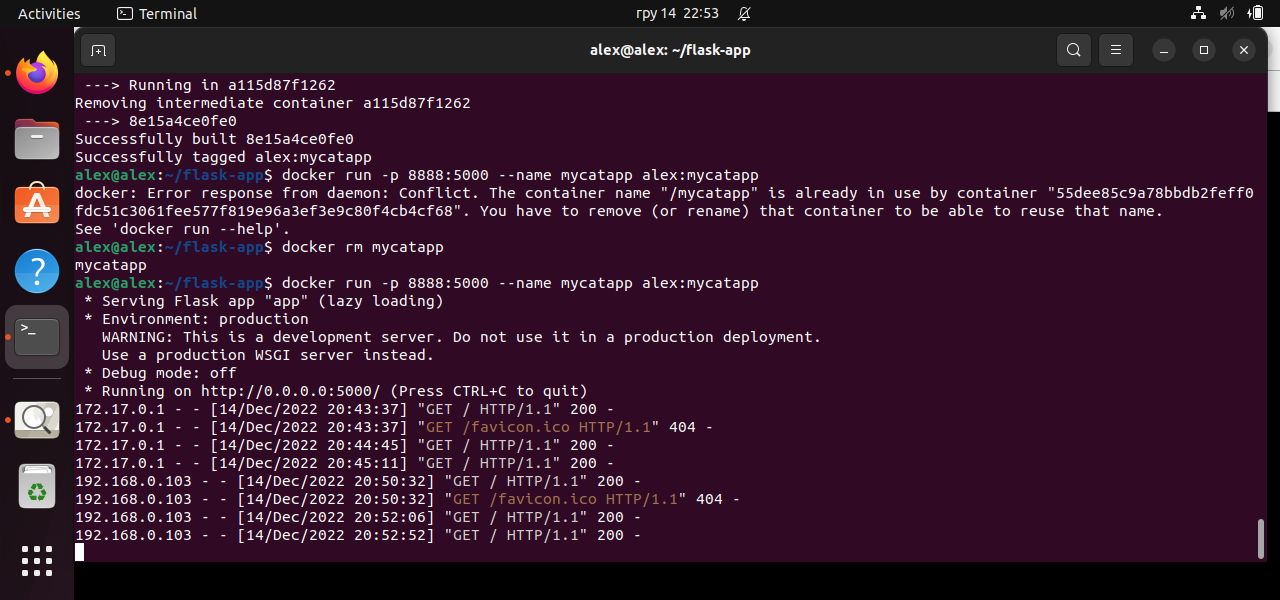 Activities
Terminal
гру 14 22:53
alex@alex: ~/flask-app
 ---> Running in a115d87f1262
Removing intermediate container a115d87f1262
 ---> 8e15a4ce0fe0
Successfully built 8e15a4ce0fe0
Successfully tagged alex:mycatapp
alex@alex:~/flask-app$ docker run -p 8888:5000 --name mycatapp alex:mycatapp
docker: Error response from daemon: Conflict. The container name "/mycatapp" is already in use by container "55dee85c9a78bbdb2feff0
fdc51c3061fee577f819e96a3ef3e9c80f4cb4cf68". You have to remove (or rename) that container to be able to reuse that name.
See 'docker run --help'.
alex@alex:~/flask-app$ docker rm mycatapp
mycatapp
alex@alex:~/flask-app$ docker run -p 8888:5000 --name mycatapp alex:mycatapp
 * Serving Flask app "app" (lazy loading)
 * Environment: production
   WARNING: This is a development server. Do not use it in a production deployment.
   Use a production WSGI server instead.
 * Debug mode: off
 * Running on http://0.0.0.0:5000/ (Press CTRL+C to quit)
172.17.0.1 - - [14/Dec/2022 20:43:37] "GET / HTTP/1.1" 200 -
172.17.0.1 - - [14/Dec/2022 20:43:37] "GET /favicon.ico HTTP/1.1" 404 -
172.17.0.1 - - [14/Dec/2022 20:44:45] "GET / HTTP/1.1" 200 -
172.17.0.1 - - [14/Dec/2022 20:45:11] "GET / HTTP/1.1" 200 -
192.168.0.103 - - [14/Dec/2022 20:50:32] "GET / HTTP/1.1" 200 -
192.168.0.103 - - [14/Dec/2022 20:50:32] "GET /favicon.ico HTTP/1.1" 404 -
192.168.0.103 - - [14/Dec/2022 20:52:06] "GET / HTTP/1.1" 200 -
192.168.0.103 - - [14/Dec/2022 20:52:52] "GET / HTTP/1.1" 200 -